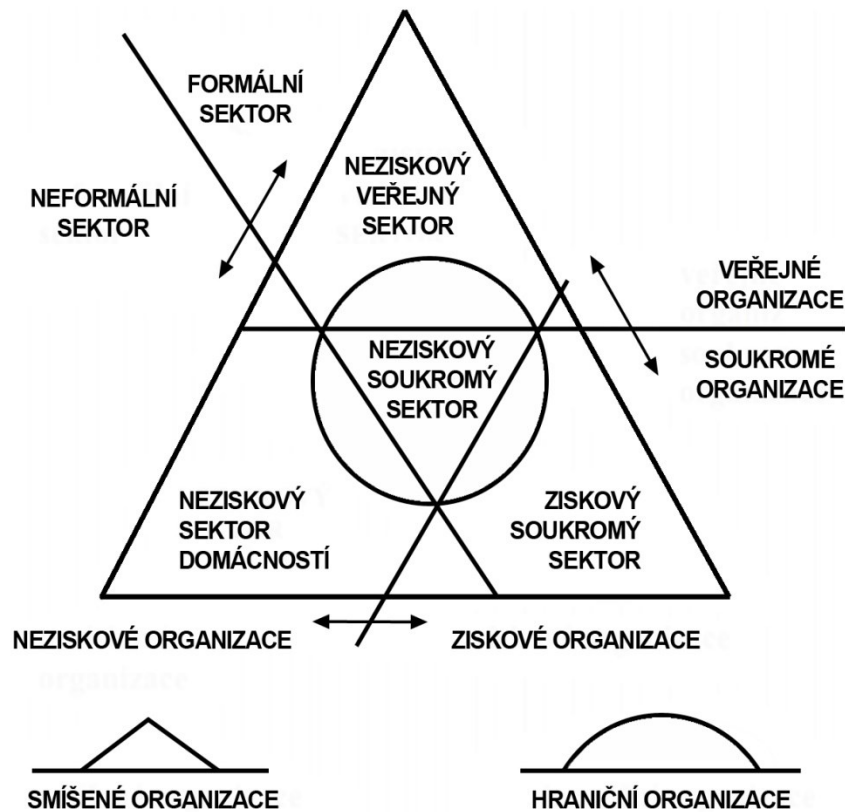 FORMÁLNÍ
SEKTOR
NEFORMÁLNÍ
SEKTOR
NEZISKOVÝ
VEŘEJNÝ
SEKTOR
VEŘEJNÉ
ORGANIZACE
SOUKROMÉ
ORGANIZACE
NEZISKOVÝ
SOUKROMÝ
SEKTOR
NEZISKOVÝ
SEKTOR
DOMÁCNOSTÍ
ZISKOVÝ
SOUKROMÝ
SEKTOR
NEZISKOVÉ ORGANIZACE
ZISKOVÉ ORGANIZACE
SMÍŠENÉ ORGANIZACE
HRANIČNÍ ORGANIZACE